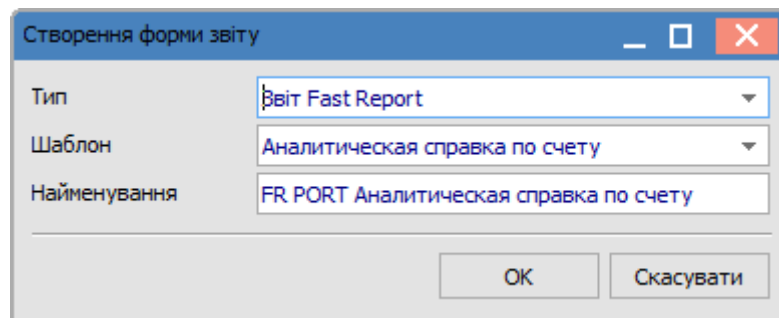 Створення форми звіту
Тип Звіт Fast Report
Шаблон Аналитическая справка по счету
Найменування FR PORT Аналитическая справка по счету
ОК Скасувати